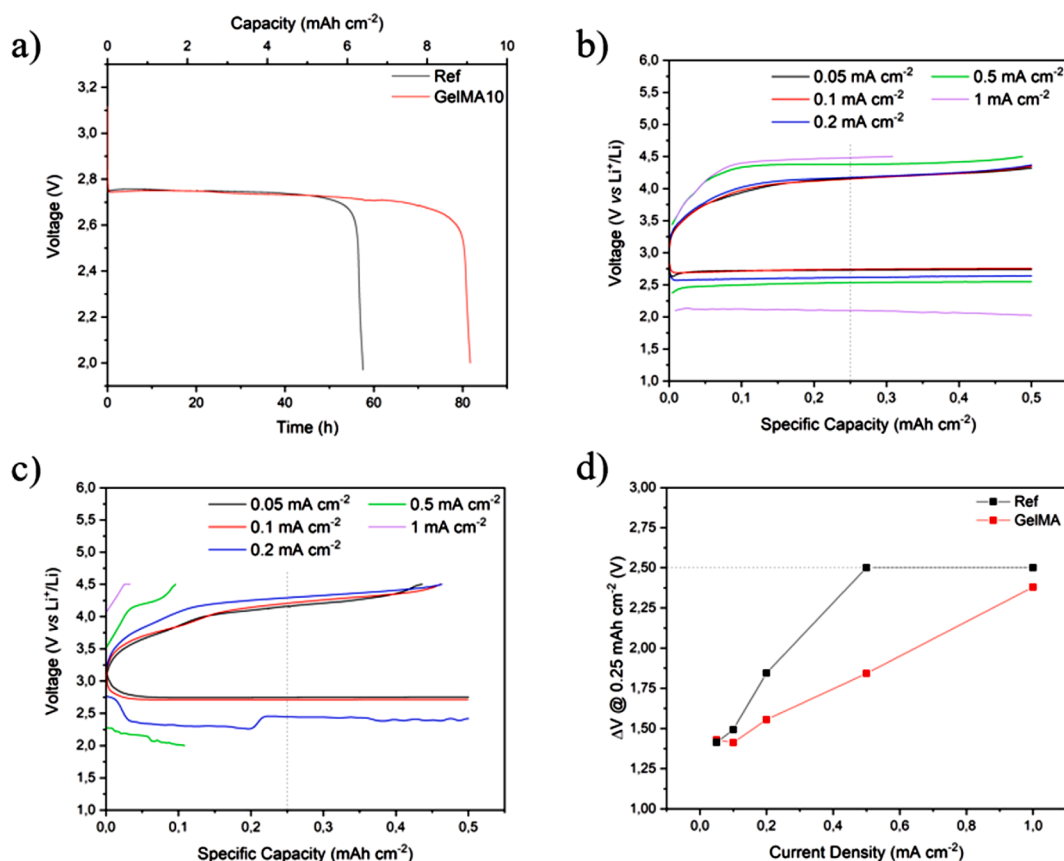 a)
Capacity (mAh cm⁻²)
0 2 4 6 8 10
Ref
GelMA10
3,2
3,0
2,8
2,6
2,4
2,2
2,0
Voltage (V)
0 20 40 60 80
Time (h)
b)
0.05 mA cm⁻² 0.5 mA cm⁻²
0.1 mA cm⁻² 1 mA cm⁻²
0.2 mA cm⁻²
6,0
5,5
5,0
4,5
4,0
3,5
3,0
2,5
2,0
1,5
1,0
Voltage (V vs Li⁺/Li)
0,0 0,1 0,2 0,3 0,4 0,5
Specific Capacity (mAh cm⁻²)
c)
0.05 mA cm⁻² 0.5 mA cm⁻²
0.1 mA cm⁻² 1 mA cm⁻²
0.2 mA cm⁻²
6,0
5,5
5,0
4,5
4,0
3,5
3,0
2,5
2,0
1,5
1,0
Voltage (V vs Li⁺/Li)
0,0 0,1 0,2 0,3 0,4 0,5
Specific Capacity (mAh cm⁻²)
d)
Ref
GelMA
3,00
2,75
2,50
2,25
2,00
1,75
1,50
1,25
1,00
ΔV @ 0.25 mAh cm⁻² (V)
0,0 0,2 0,4 0,6 0,8 1,0
Current Density (mA cm⁻²)